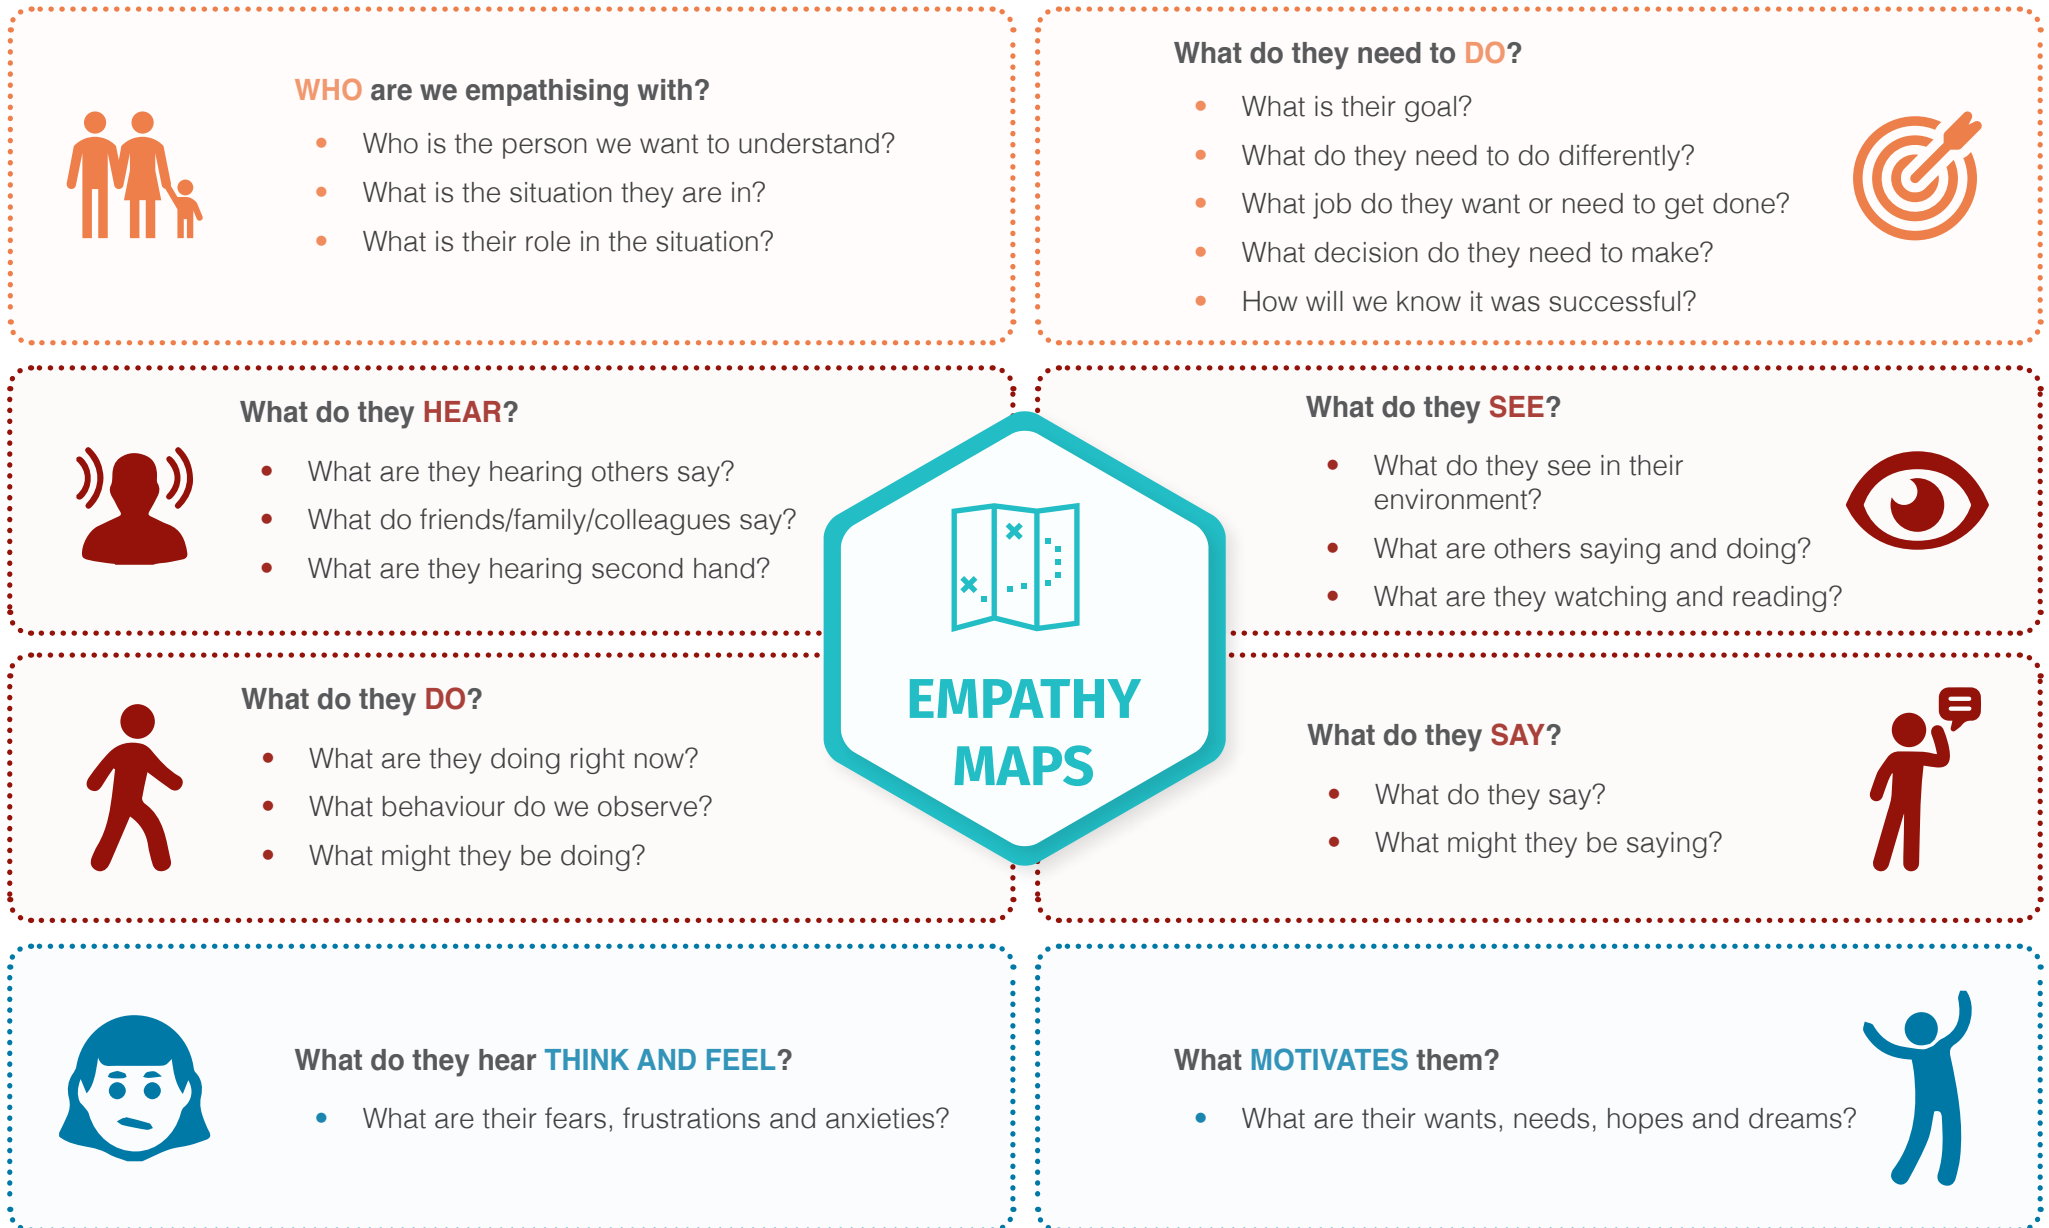 WHO are we empathising with?
Who is the person we want to understand?
What is the situation they are in?
What is their role in the situation?
What do they need to DO?
What is their goal?
What do they need to do differently?
What job do they want or need to get done?
What decision do they need to make?
How will we know it was successful?
What do they HEAR?
What are they hearing others say?
What do friends/family/colleagues say?
What are they hearing second hand?
What do they SEE?
What do they see in their
environment?
What are others saying and doing?
What are they watching and reading?
EMPATHY
MAPS
What do they DO?
What are they doing right now?
What behaviour do we observe?
What might they be doing?
What do they SAY?
What do they say?
What might they be saying?
What do they hear THINK AND FEEL?
What are their fears, frustrations and anxieties?
What MOTIVATES them?
What are their wants, needs, hopes and dreams?